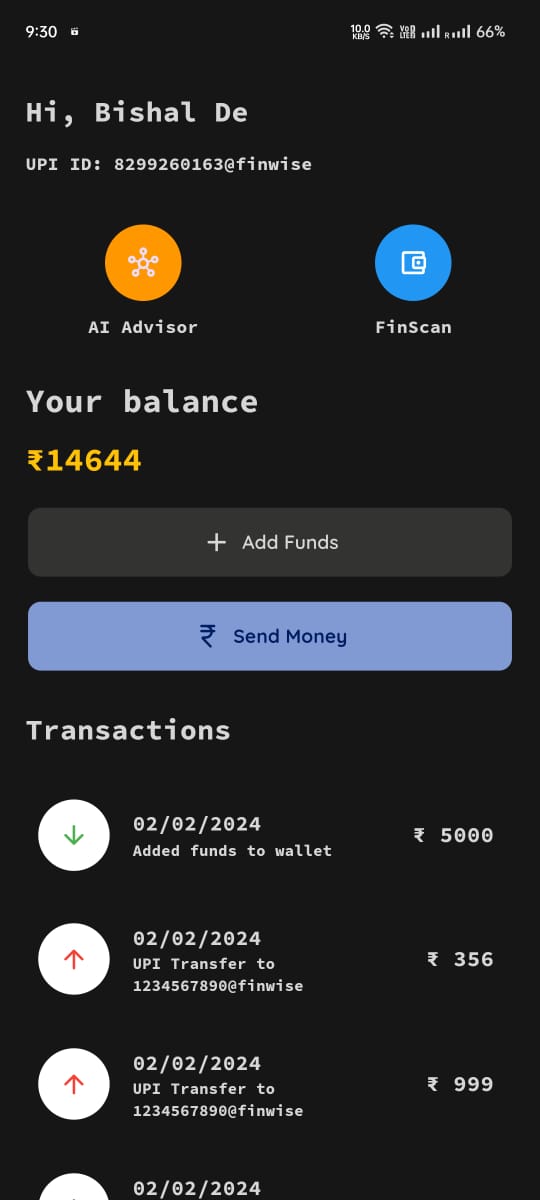 9:30
10.0 KB/S VoD LTE 66%
Hi, Bishal De
UPI ID: 8299260163@finwise
AI Advisor FinScan
Your balance
₹14644
+ Add Funds
₹ Send Money
Transactions
02/02/2024
Added funds to wallet
₹ 5000
02/02/2024
UPI Transfer to
1234567890@finwise
₹ 356
02/02/2024
UPI Transfer to
1234567890@finwise
₹ 999
02/02/2024